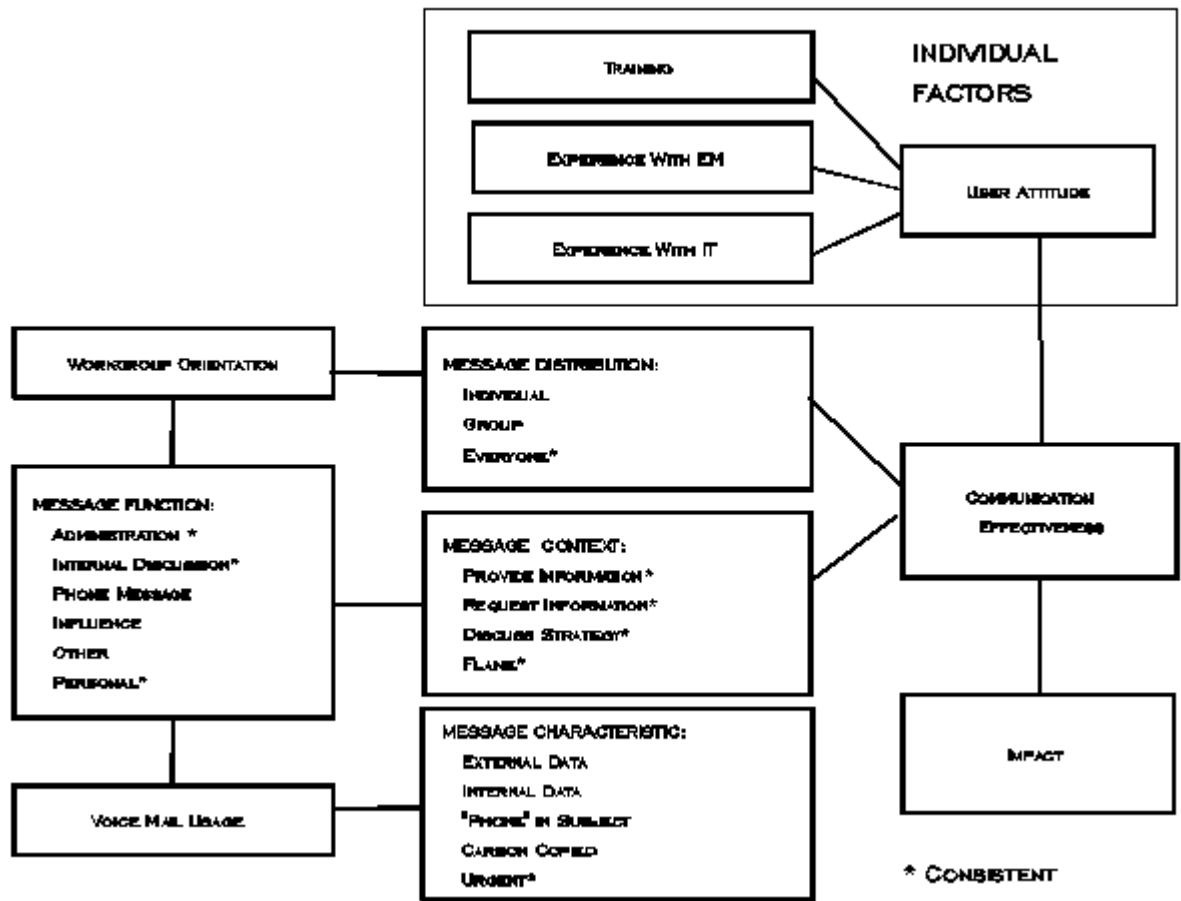 INDIVIDUAL
FACTORS
TRAINING
EXPERIENCE WITH EM
EXPERIENCE WITH IT
USER ATTITUDE
WORKGROUP ORIENTATION
MESSAGE DISTRIBUTION:
INDIVIDUAL
GROUP
EVERYONE*
MESSAGE FUNCTION:
ADMINISTRATION *
INTERNAL DISCUSSION*
PHONE MESSAGE
INFLUENCE
OTHER
PERSONAL*
MESSAGE CONTEXT:
PROVIDE INFORMATION*
REQUEST INFORMATION*
DISCUSS STRATEGY*
FLAME*
COMMUNICATION
EFFECTIVENESS
VOICE MAIL USAGE
MESSAGE CHARACTERISTIC:
EXTERNAL DATA
INTERNAL DATA
"PHONE" IN SUBJECT
CARBON COPIED
URGENT*
IMPACT
* CONSISTENT